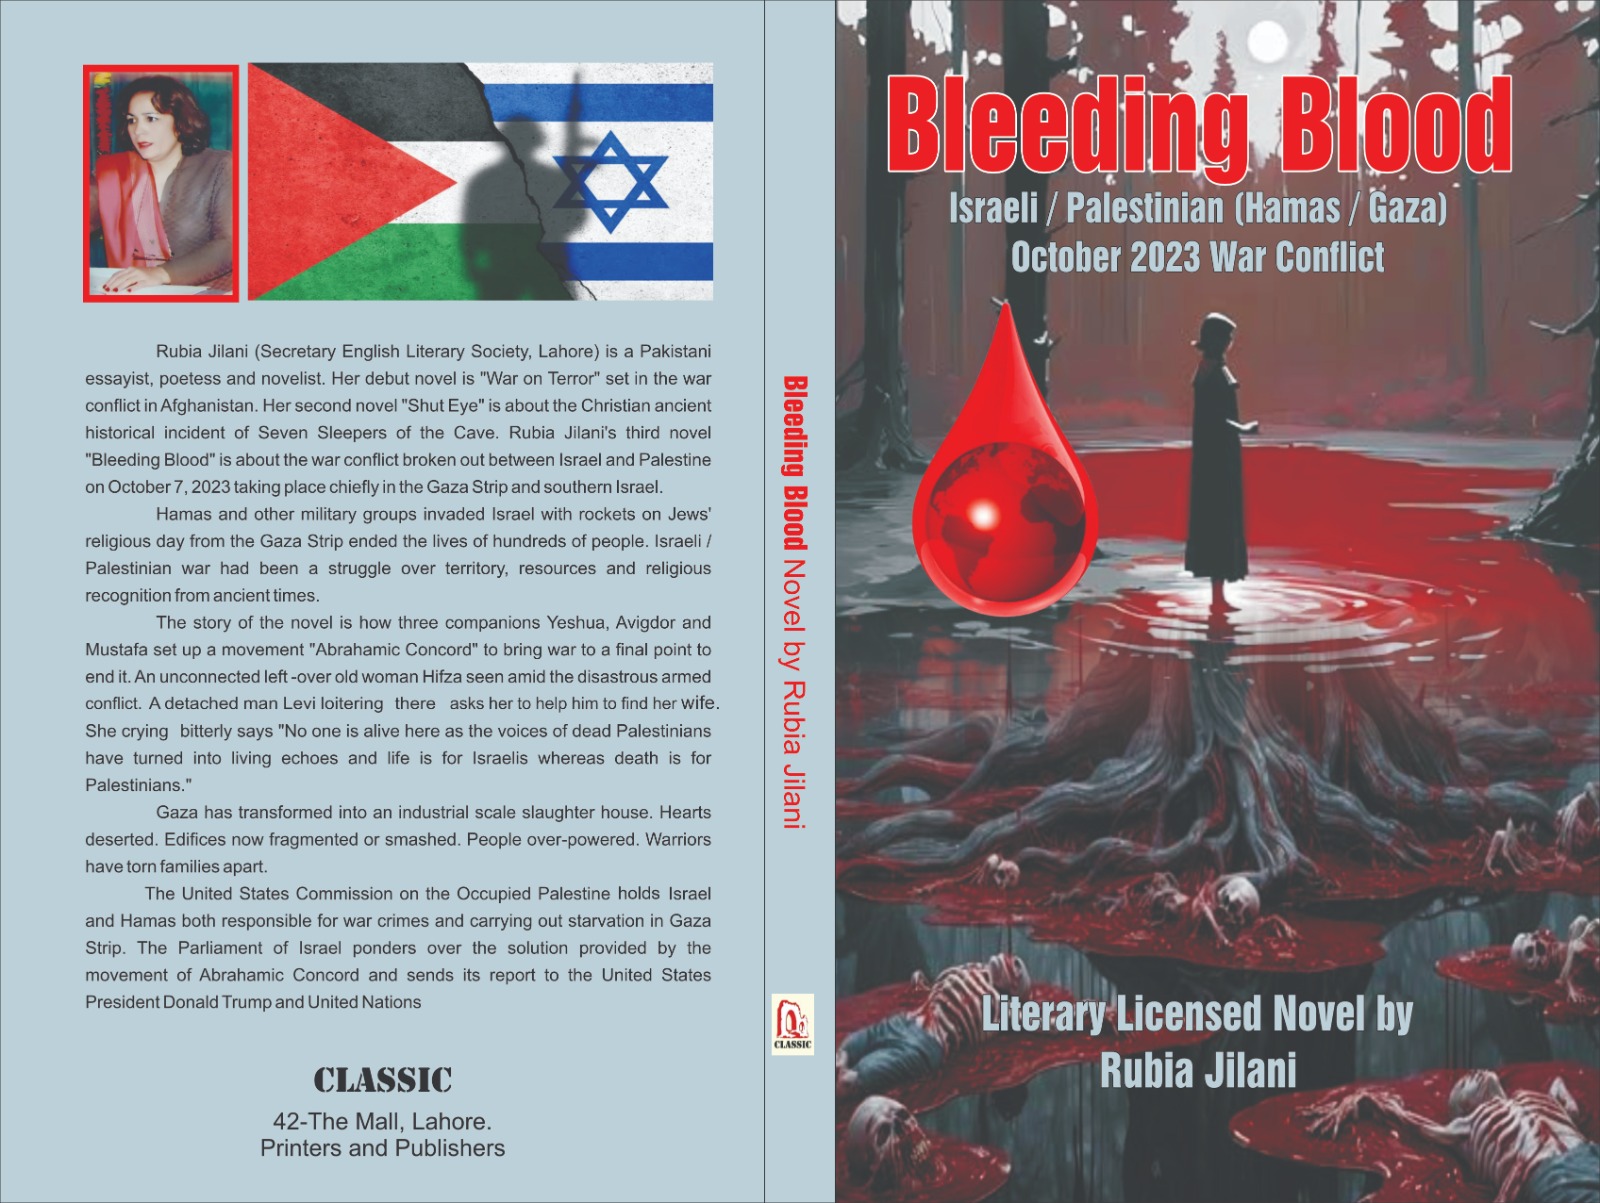 Rubia Jilani (Secretary English Literary Society, Lahore) is a Pakistani
essayist, poetess and novelist. Her debut novel is "War on Terror" set in the war
conflict in Afghanistan. Her second novel "Shut Eye" is about the Christian ancient
historical incident of Seven Sleepers of the Cave. Rubia Jilani's third novel
"Bleeding Blood" is about the war conflict broken out between Israel and Palestine
on October 7, 2023 taking place chiefly in the Gaza Strip and southern Israel.
Hamas and other military groups invaded Israel with rockets on Jews'
religious day from the Gaza Strip ended the lives of hundreds of people. Israeli /
Palestinian war had been a struggle over territory, resources and religious
recognition from ancient times.
The story of the novel is how three companions Yeshua, Avigdor and
Mustafa set up a movement "Abrahamic Concord" to bring war to a final point to
end it. An unconnected left -over old woman Hifza seen amid the disastrous armed
conflict. A detached man Levi loitering there asks her to help him to find her wife.
She crying bitterly says "No one is alive here as the voices of dead Palestinians
have turned into living echoes and life is for Israelis whereas death is for
Palestinians."
Gaza has transformed into an industrial scale slaughter house. Hearts
deserted. Edifices now fragmented or smashed. People over-powered. Warriors
have torn families apart.
The United States Commission on the Occupied Palestine holds Israel
and Hamas both responsible for war crimes and carrying out starvation in Gaza
Strip. The Parliament of Israel ponders over the solution provided by the
movement of Abrahamic Concord and sends its report to the United States
President Donald Trump and United Nations
CLASSIC
42-The Mall, Lahore.
Printers and Publishers
Bleeding Blood Novel by Rubia Jilani
CLASSIC
Bleeding Blood
Israeli / Palestinian (Hamas / Gaza)
October 2023 War Conflict
Literary Licensed Novel by
Rubia Jilani